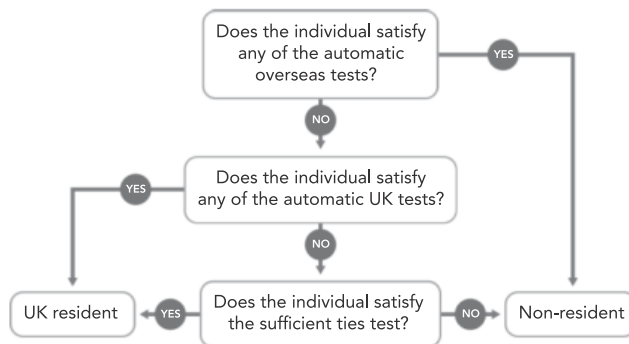 Does the individual satisfy
any of the automatic
overseas tests?
YES
NO
Does the individual satisfy
any of the automatic UK tests?
YES
NO
UK resident
YES
Does the individual satisfy
the sufficient ties test?
NO
Non-resident